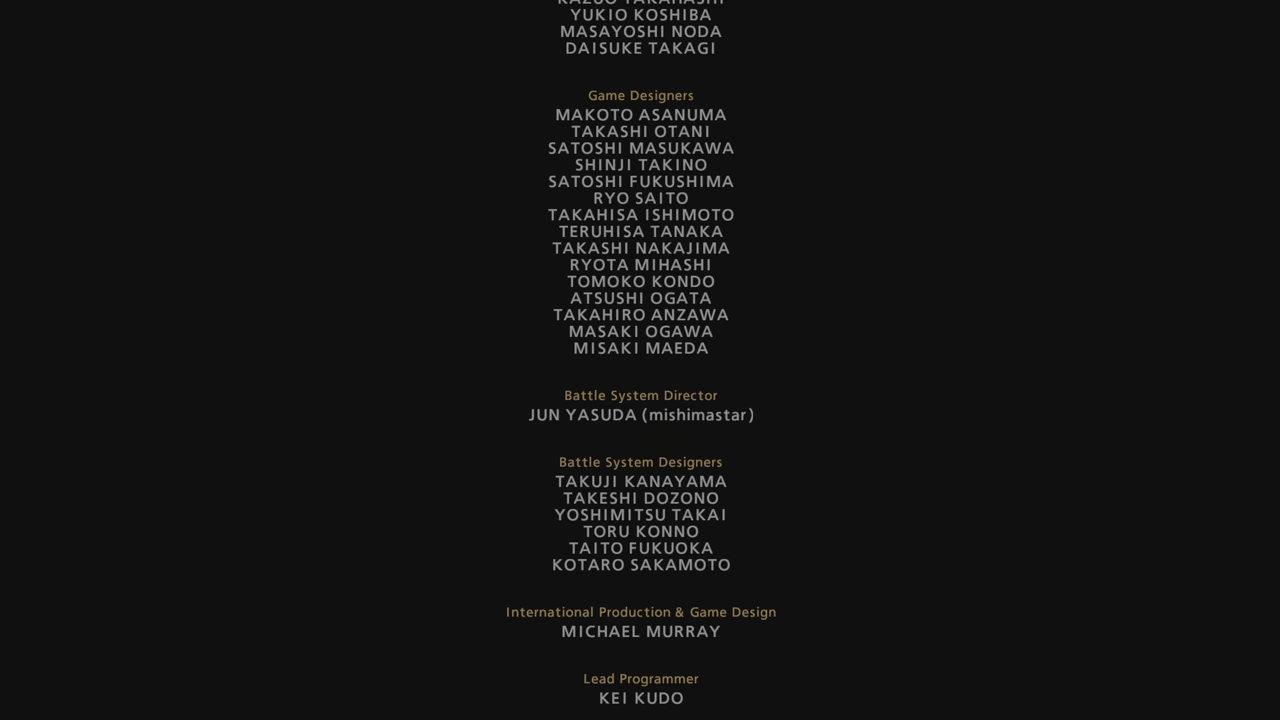 KAZUO TAKAHASHI
YUKIO KOSHIBA
MASAYOSHI NODA
DAISUKE TAKAGI
Game Designers
MAKOTO ASANUMA
TAKASHI OTANI
SATOSHI MASUKAWA
SHINJI TAKINO
SATOSHI FUKUSHIMA
RYO SAITO
TAKAHISA ISHIMOTO
TERUHISA TANAKA
TAKASHI NAKAJIMA
RYOTA MIHASHI
TOMOKO KONDO
ATSUSHI OGATA
TAKAHIRO ANZAWA
MASAKI OGAWA
MISAKI MAEDA
Battle System Director
JUN YASUDA (mishimastar)
Battle System Designers
TAKUJI KANAYAMA
TAKESHI DOZONO
YOSHIMITSU TAKAI
TORU KONNO
TAITO FUKUOKA
KOTARO SAKAMOTO
International Production & Game Design
MICHAEL MURRAY
Lead Programmer
KEI KUDO